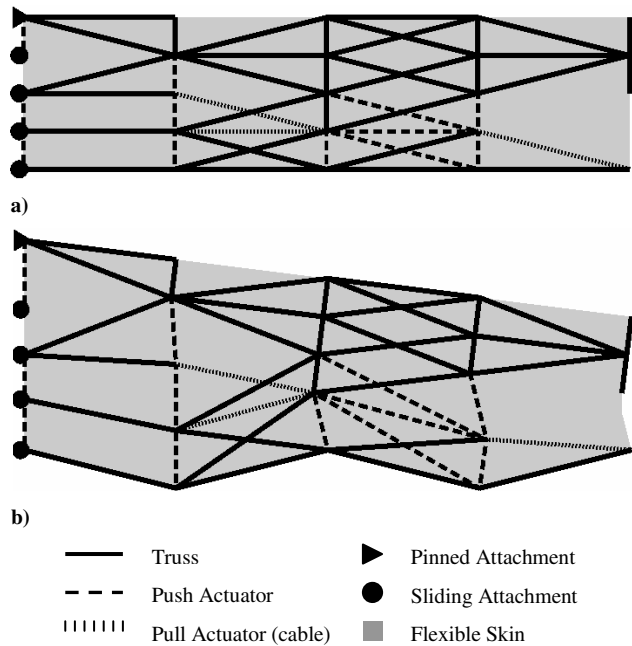 a)
b)
Truss
Pinned Attachment
Push Actuator
Sliding Attachment
Pull Actuator (cable)
Flexible Skin